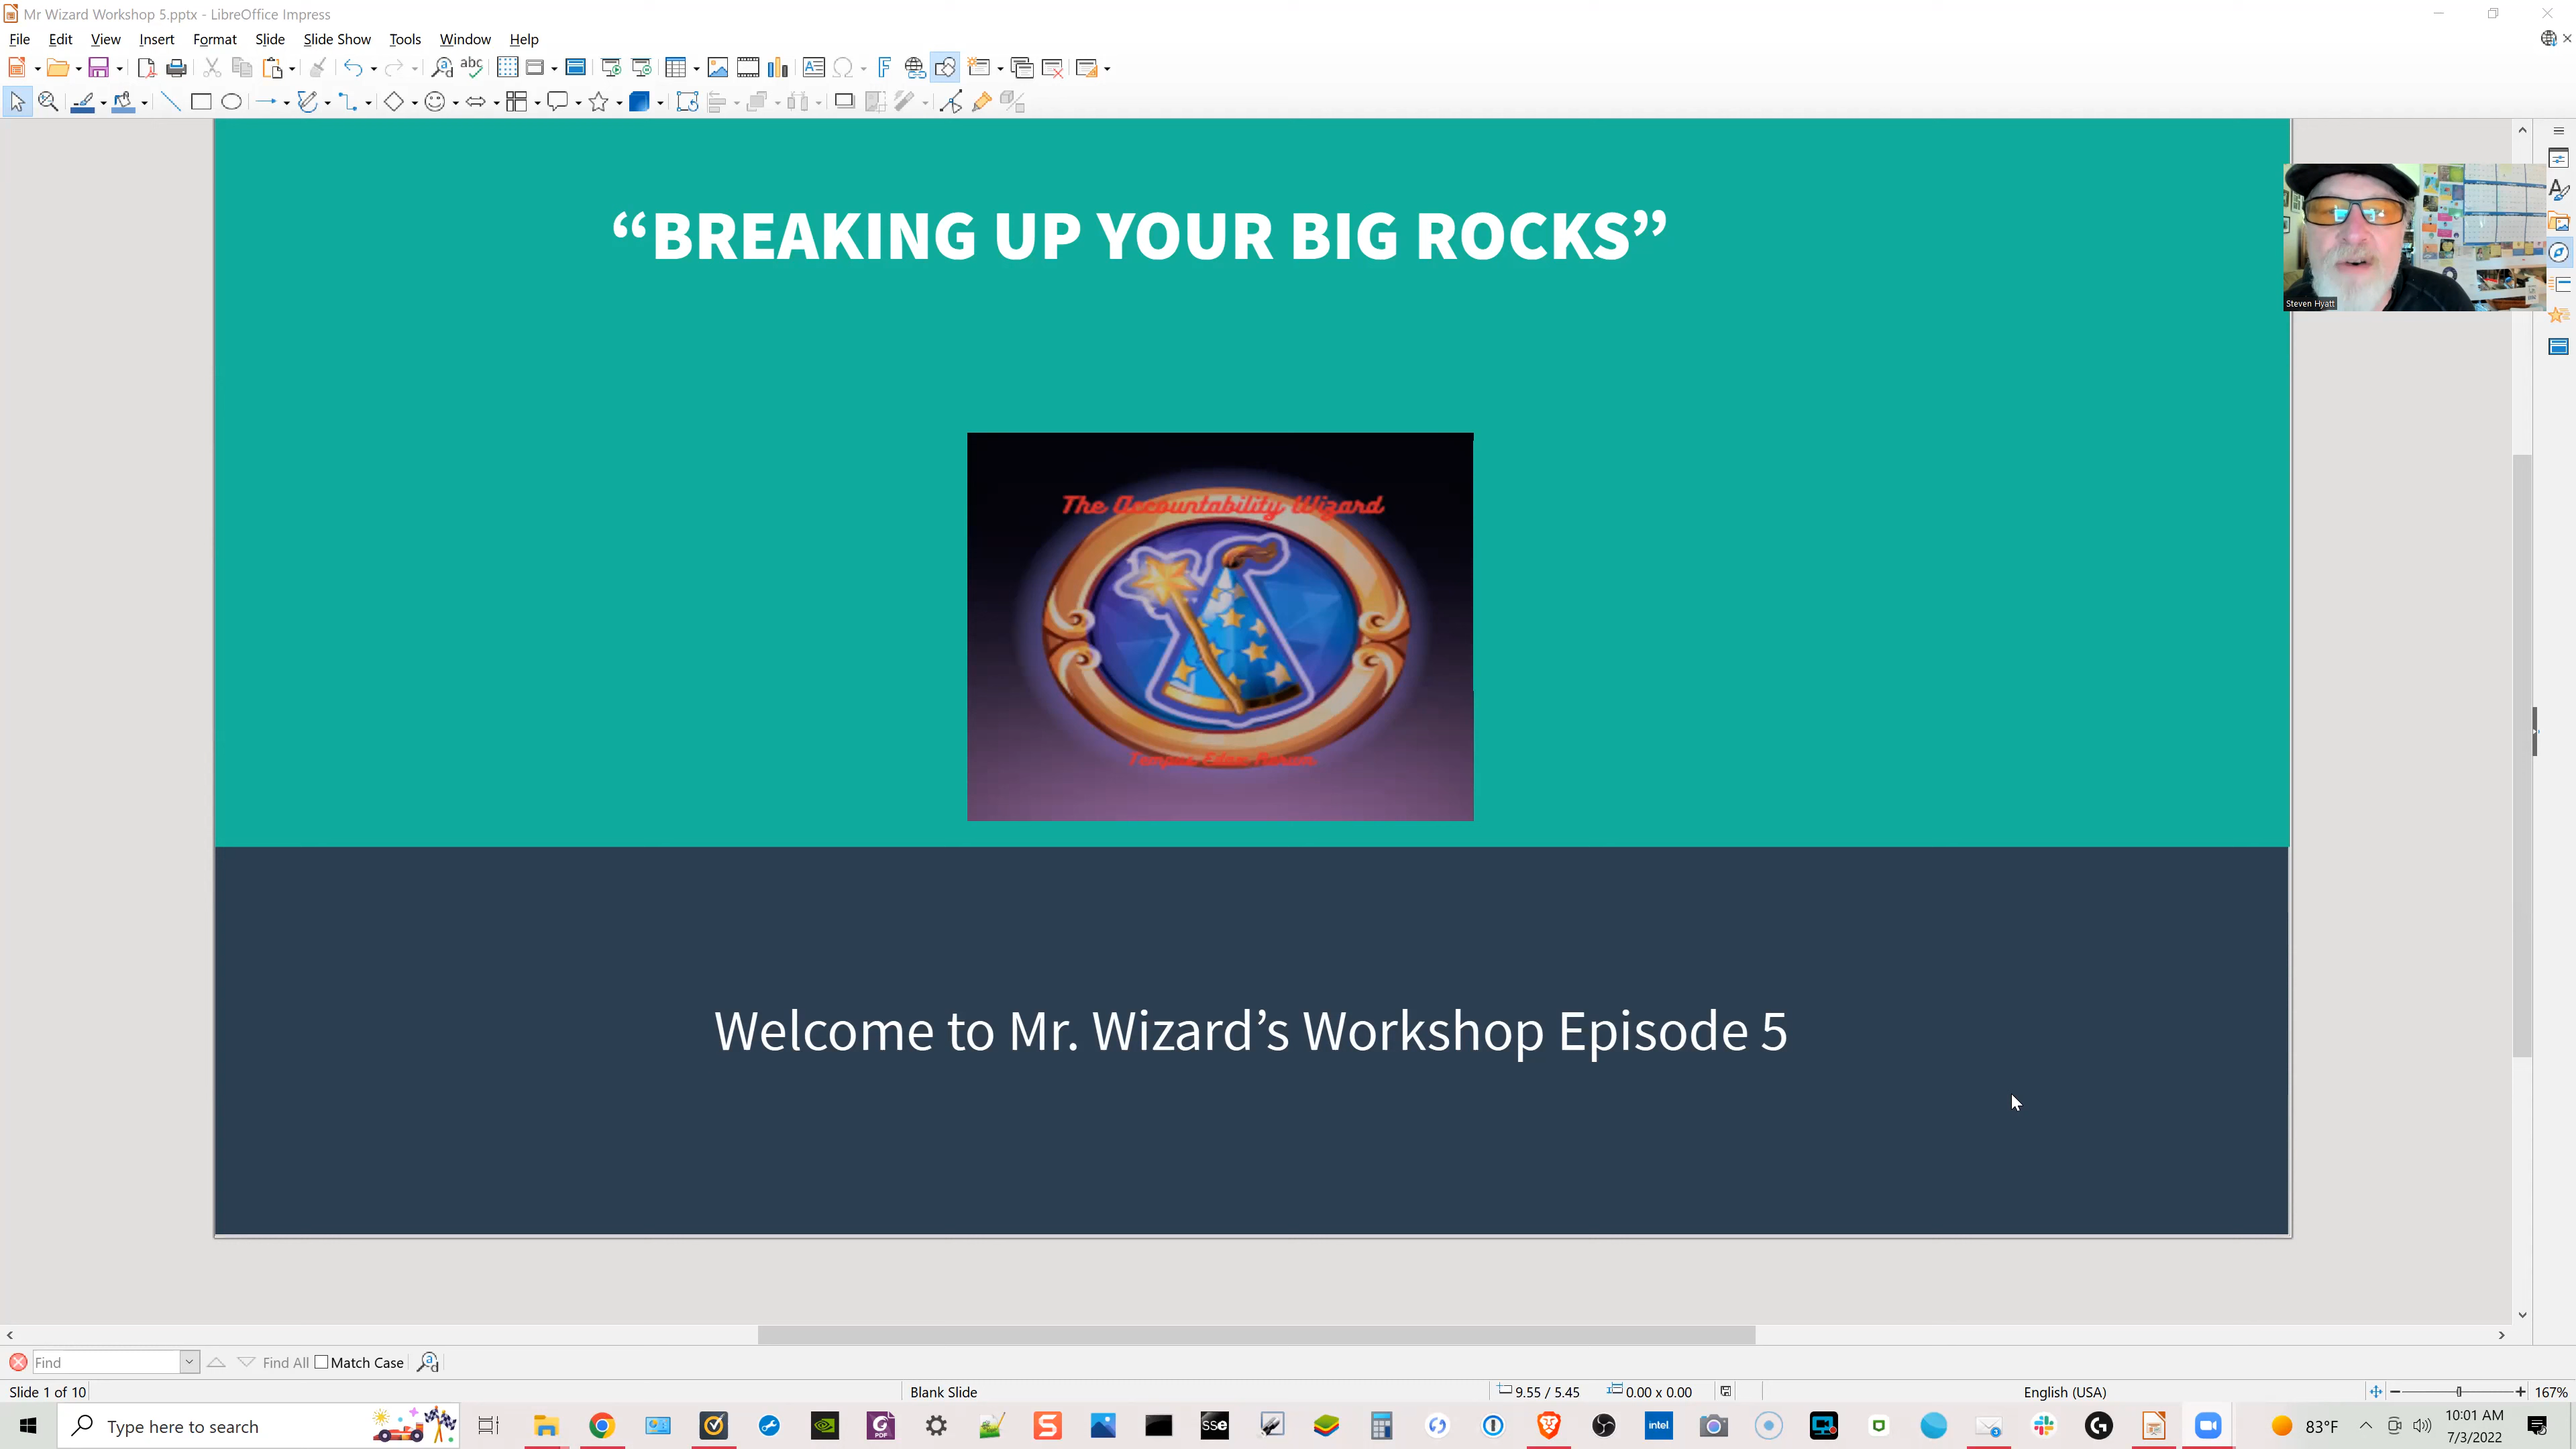 Mr Wizard Workshop 5.pptx - LibreOffice Impress
File Edit View Insert Format Slide Slide Show Tools Window Help
“BREAKING UP YOUR BIG ROCKS”
Steven Hyatt
The Accountability Wizard
Welcome to Mr. Wizard’s Workshop Episode 5
Find
Find All
Match Case
Slide 1 of 10
Blank Slide
9.55 / 5.45
0.00 x 0.00
English (USA)
167%
Type here to search
83°F
10:01 AM
7/3/2022